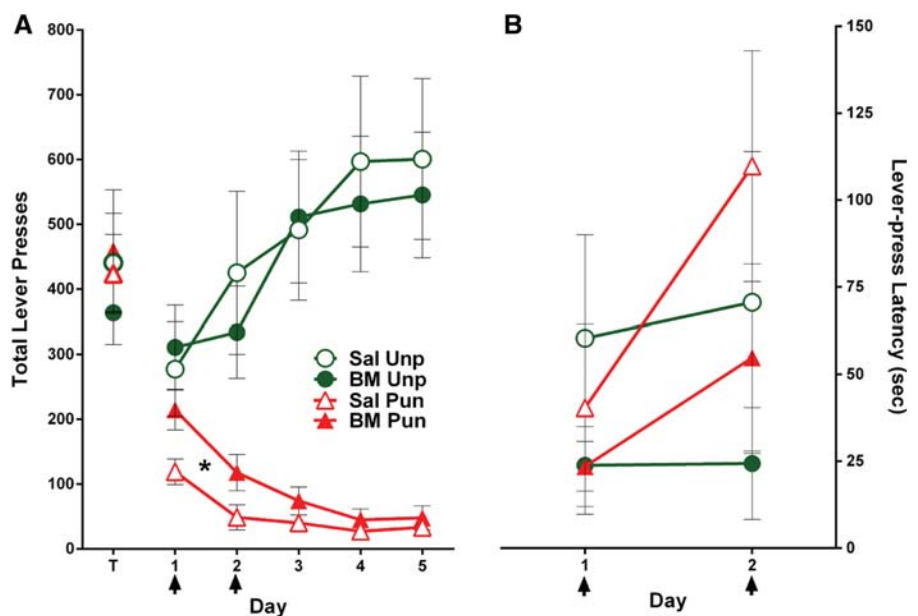 A
B
800
700
600
500
400
300
200
100
0
Total Lever Presses
Sal Unp
BM Unp
Sal Pun
BM Pun
*
T
1
2
3
4
5
Day
150
125
100
75
50
25
0
Lever-press Latency (sec)
1
2
Day